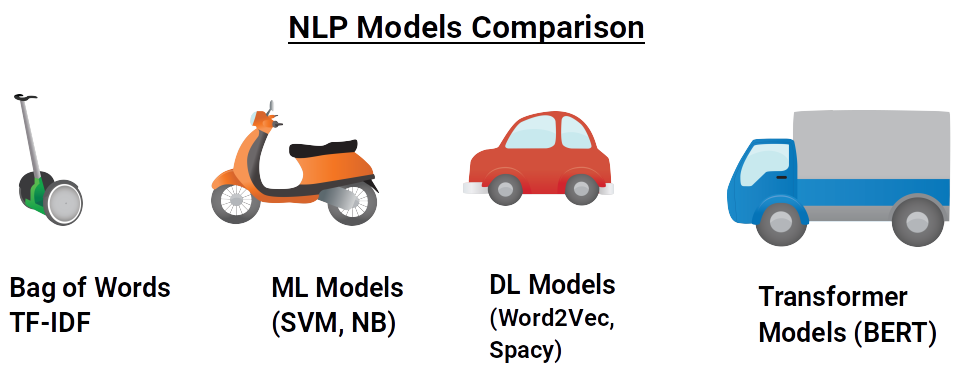 NLP Models Comparison
Bag of Words
TF-IDF
ML Models
(SVM, NB)
DL Models
(Word2Vec,
Spacy)
Transformer
Models (BERT)